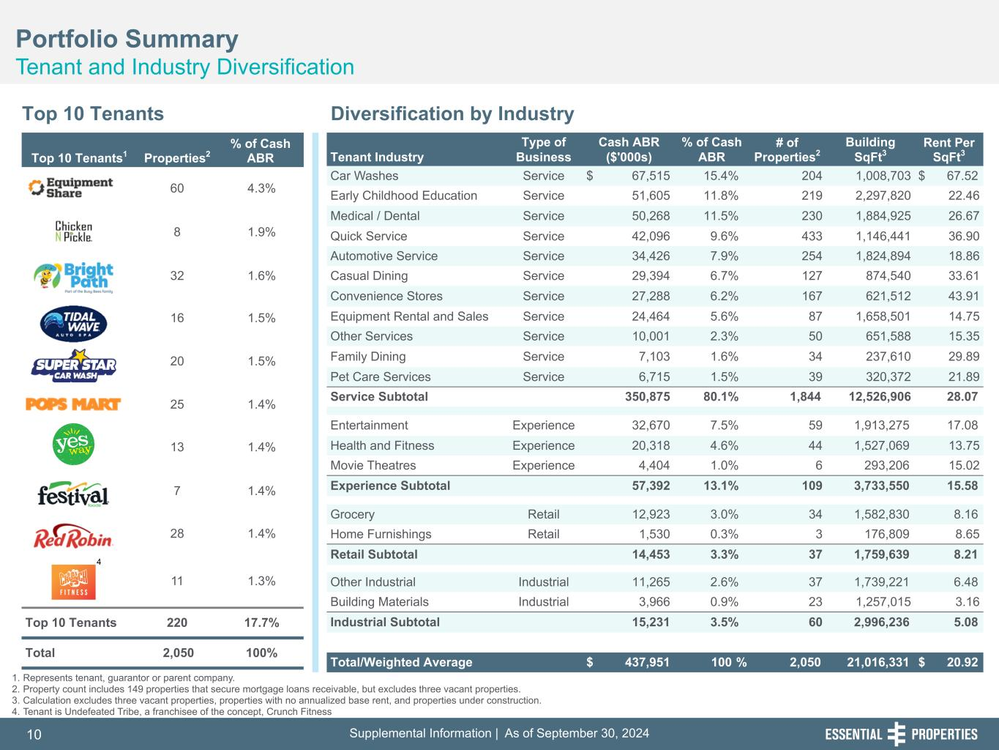 Portfolio Summary
Tenant and Industry Diversification
Top 10 Tenants
Top 10 Tenants1 Properties2 % of Cash ABR
Equipment Share 60 4.3%
Chicken N Pickle. 8 1.9%
Bright Path Part of the Busy Bees family 32 1.6%
TIDAL WAVE AUTO SPA 16 1.5%
SUPER STAR CAR WASH 20 1.5%
POPS MART 25 1.4%
yes way 13 1.4%
festival foods 7 1.4%
Red Robin 28 1.4%
CRUNCH FITNESS 4 11 1.3%
Top 10 Tenants 220 17.7%
Total 2,050 100%
Diversification by Industry
Tenant Industry Type of Business Cash ABR ($'000s) % of Cash ABR # of Properties2 Building SqFt3 Rent Per SqFt3
Car Washes Service $ 67,515 15.4% 204 1,008,703 $ 67.52
Early Childhood Education Service 51,605 11.8% 219 2,297,820 22.46
Medical / Dental Service 50,268 11.5% 230 1,884,925 26.67
Quick Service Service 42,096 9.6% 433 1,146,441 36.90
Automotive Service Service 34,426 7.9% 254 1,824,894 18.86
Casual Dining Service 29,394 6.7% 127 874,540 33.61
Convenience Stores Service 27,288 6.2% 167 621,512 43.91
Equipment Rental and Sales Service 24,464 5.6% 87 1,658,501 14.75
Other Services Service 10,001 2.3% 50 651,588 15.35
Family Dining Service 7,103 1.6% 34 237,610 29.89
Pet Care Services Service 6,715 1.5% 39 320,372 21.89
Service Subtotal 350,875 80.1% 1,844 12,526,906 28.07
Entertainment Experience 32,670 7.5% 59 1,913,275 17.08
Health and Fitness Experience 20,318 4.6% 44 1,527,069 13.75
Movie Theatres Experience 4,404 1.0% 6 293,206 15.02
Experience Subtotal 57,392 13.1% 109 3,733,550 15.58
Grocery Retail 12,923 3.0% 34 1,582,830 8.16
Home Furnishings Retail 1,530 0.3% 3 176,809 8.65
Retail Subtotal 14,453 3.3% 37 1,759,639 8.21
Other Industrial Industrial 11,265 2.6% 37 1,739,221 6.48
Building Materials Industrial 3,966 0.9% 23 1,257,015 3.16
Industrial Subtotal 15,231 3.5% 60 2,996,236 5.08
Total/Weighted Average $ 437,951 100 % 2,050 21,016,331 $ 20.92
1. Represents tenant, guarantor or parent company.
2. Property count includes 149 properties that secure mortgage loans receivable, but excludes three vacant properties.
3. Calculation excludes three vacant properties, properties with no annualized base rent, and properties under construction.
4. Tenant is Undefeated Tribe, a franchisee of the concept, Crunch Fitness
10
Supplemental Information | As of September 30, 2024
ESSENTIAL PROPERTIES